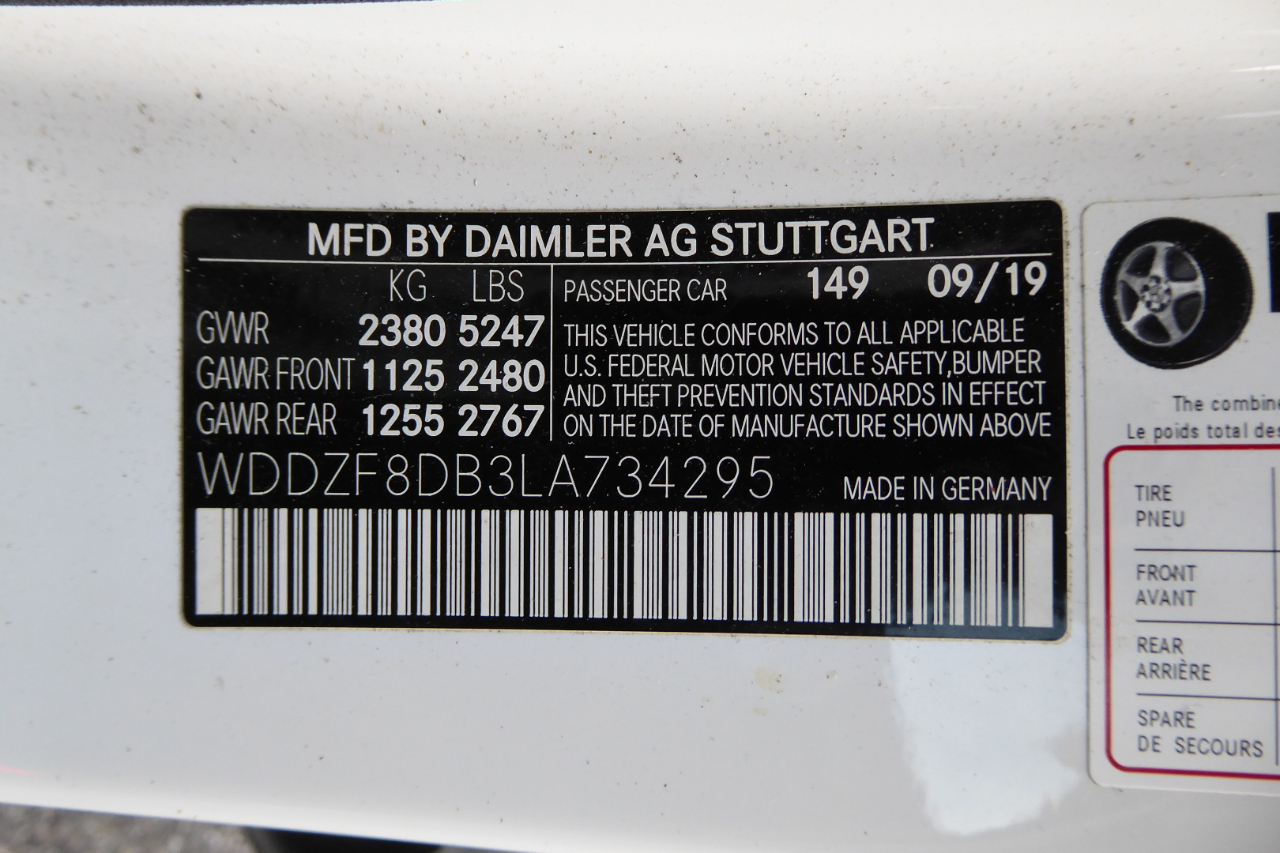 MFD BY DAIMLER AG STUTTGART
KG LBS
GVWR 2380 5247
GAWR FRONT 1125 2480
GAWR REAR 1255 2767
PASSENGER CAR 149 09/19
THIS VEHICLE CONFORMS TO ALL APPLICABLE
U.S. FEDERAL MOTOR VEHICLE SAFETY,BUMPER
AND THEFT PREVENTION STANDARDS IN EFFECT
ON THE DATE OF MANUFACTURE SHOWN ABOVE
WDDZF8DB3LA734295
MADE IN GERMANY
The
Le poids total
TIRE
PNEU
FRONT
AVANT
REAR
ARRIÈRE
SPARE
DE SECOURS